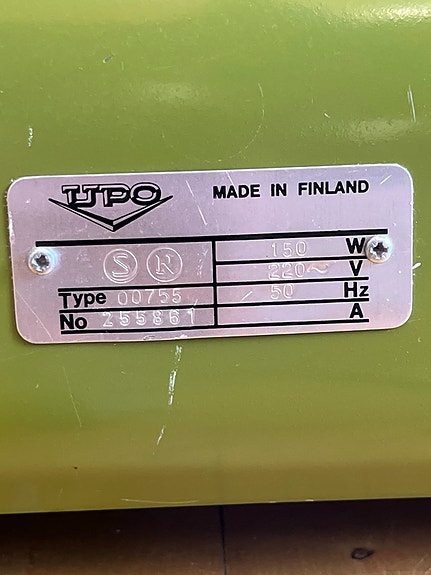 UPO
MADE IN FINLAND
S N
150 W
220~ V
Type 00755
50 Hz
No 255861
A